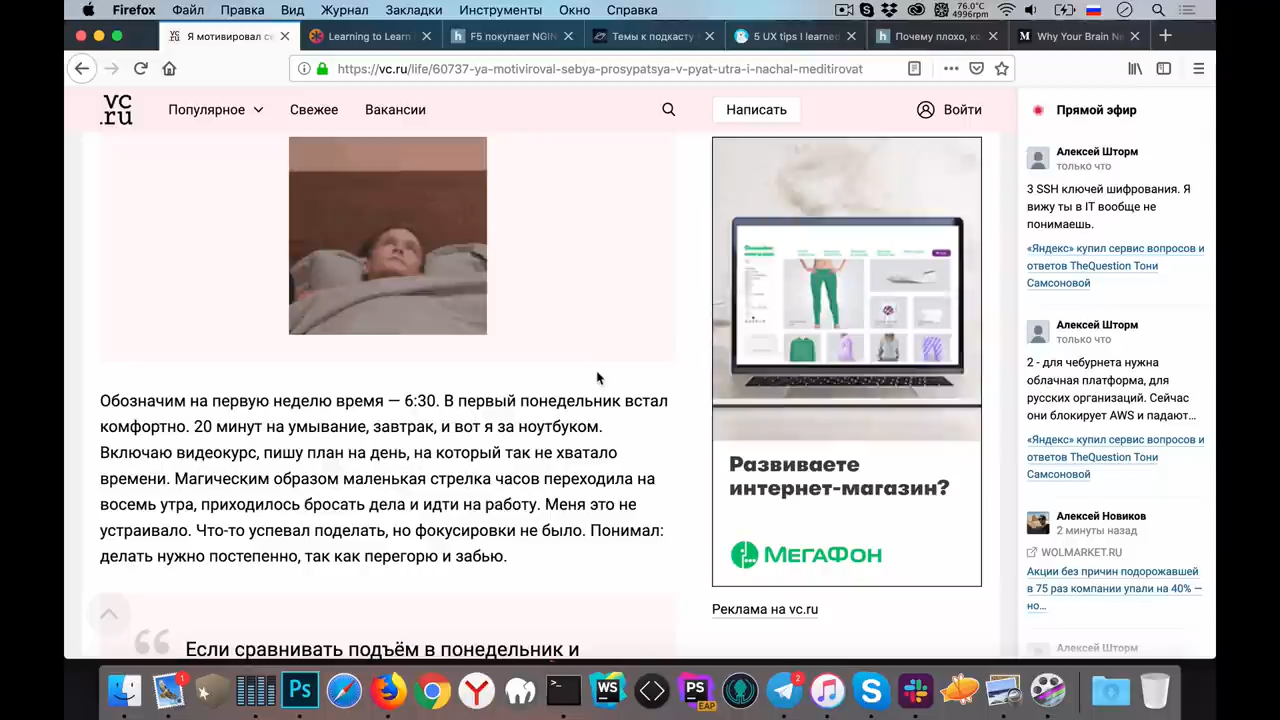 Firefox Файл Правка Вид Журнал Закладки Инструменты Окно Справка
76.0°C
4996rpm
Я мотивировал се
Learning to Learn
F5 покупает NGIN
Темы к подкасту
5 UX tips I learned
Почему плохо, ко
Why Your Brain Ne
https://vc.ru/life/60737-ya-motiviroval-sebya-prosypatsya-v-pyat-utra-i-nachal-meditirovat
vc
.ru
Популярное Свежее Вакансии Написать Войти
Обозначим на первую неделю время — 6:30. В первый понедельник встал
комфортно. 20 минут на умывание, завтрак, и вот я за ноутбуком.
Включаю видеокурс, пишу план на день, на который так не хватало
времени. Магическим образом маленькая стрелка часов переходила на
восемь утра, приходилось бросать дела и идти на работу. Меня это не
устраивало. Что-то успевал поделать, но фокусировки не было. Понимал:
делать нужно постепенно, так как перегорю и забью.
Если сравнивать подъём в понедельник и
Развиваете
интернет-магазин?
МЕГАФОН
Реклама на vc.ru
Прямой эфир
Алексей Шторм
только что
3 SSH ключей шифрования. Я
вижу ты в IT вообще не
понимаешь.
«Яндекс» купил сервис вопросов и
ответов TheQuestion Тони
Самсоновой
Алексей Шторм
только что
2 - для чебурнета нужна
облачная платформа, для
русских организаций. Сейчас
они блокирует AWS и падают...
«Яндекс» купил сервис вопросов и
ответов TheQuestion Тони
Самсоновой
Алексей Новиков
2 минуты назад
WOLMARKET.RU
Акции без причин подорожавшей
в 75 раз компании упали на 40% —
но...
Алексей Шторм
1
Ps
WS
PS
EAP
2